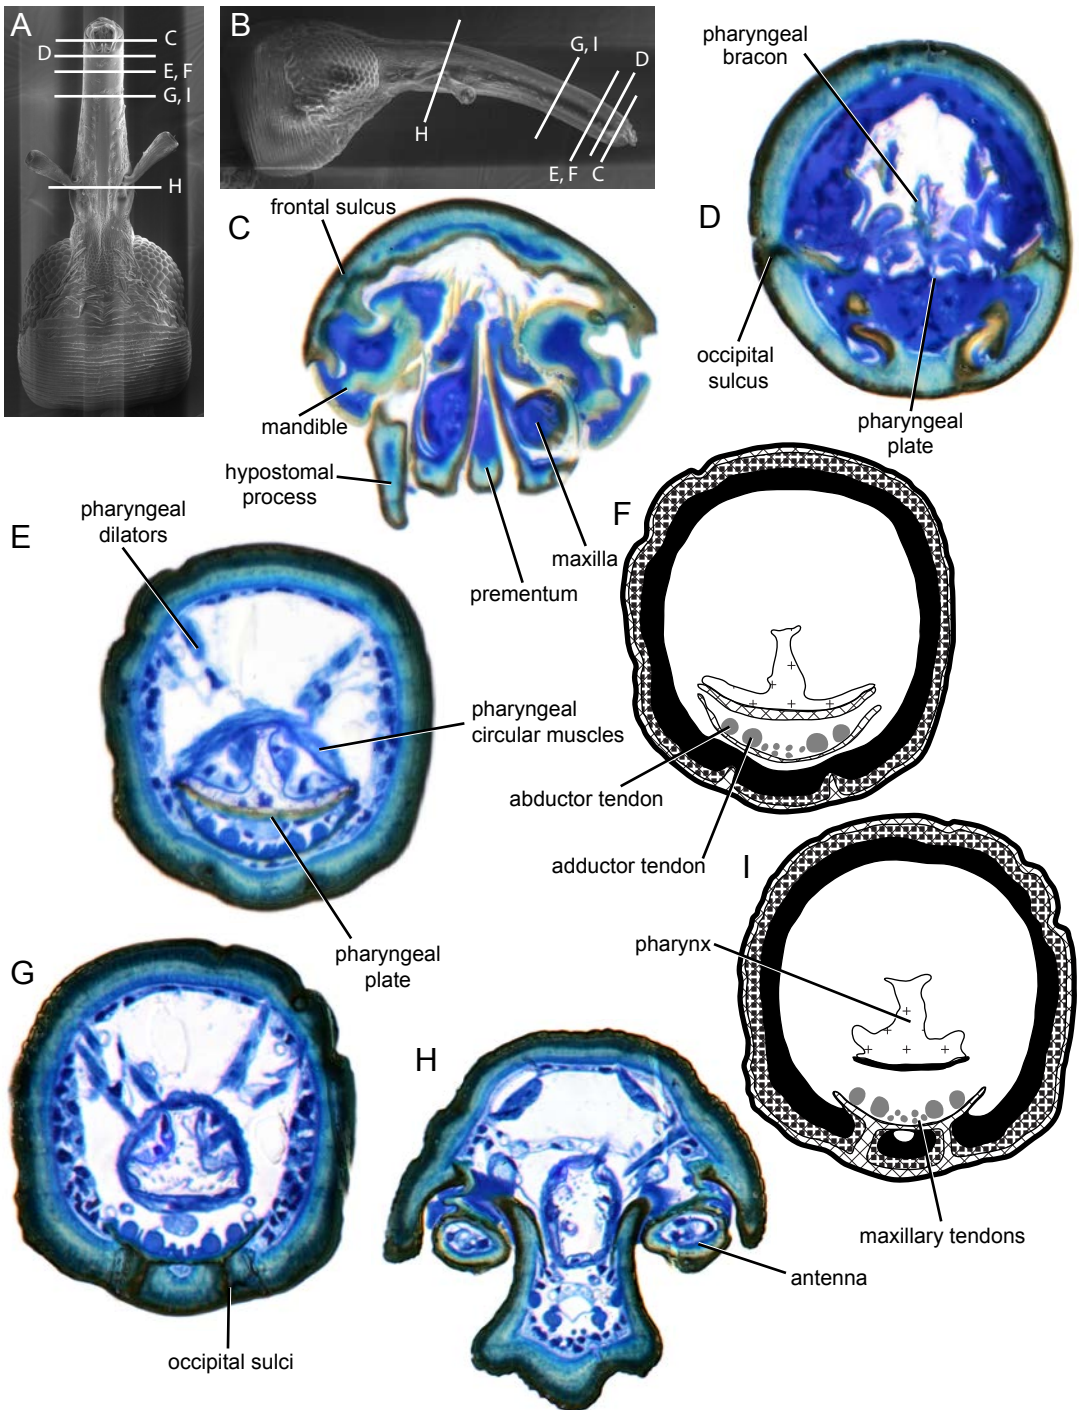 A
C
D
E, F
G, I
H
B
G, I
D
H
E, F
C
pharyngeal
bracon
D
occipital
sulcus
pharyngeal
plate
frontal sulcus
C
mandible
hypostomal
process
maxilla
prementum
pharyngeal
dilators
E
pharyngeal
circular muscles
pharyngeal
plate
F
abductor tendon
adductor tendon
I
pharynx
maxillary tendons
G
occipital sulci
H
antenna